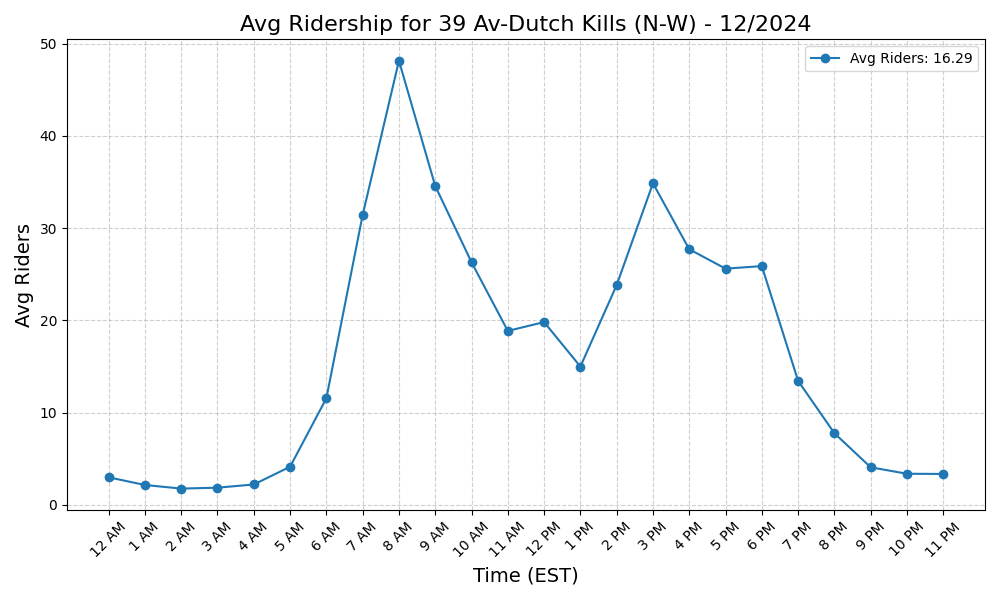 Avg Ridership for 39 Av-Dutch Kills (N-W) - 12/2024
Avg Riders: 16.29
Avg Riders
50
40
30
20
10
0
12 AM
1 AM
2 AM
3 AM
4 AM
5 AM
6 AM
7 AM
8 AM
9 AM
10 AM
11 AM
12 PM
1 PM
2 PM
3 PM
4 PM
5 PM
6 PM
7 PM
8 PM
9 PM
10 PM
11 PM
Time (EST)